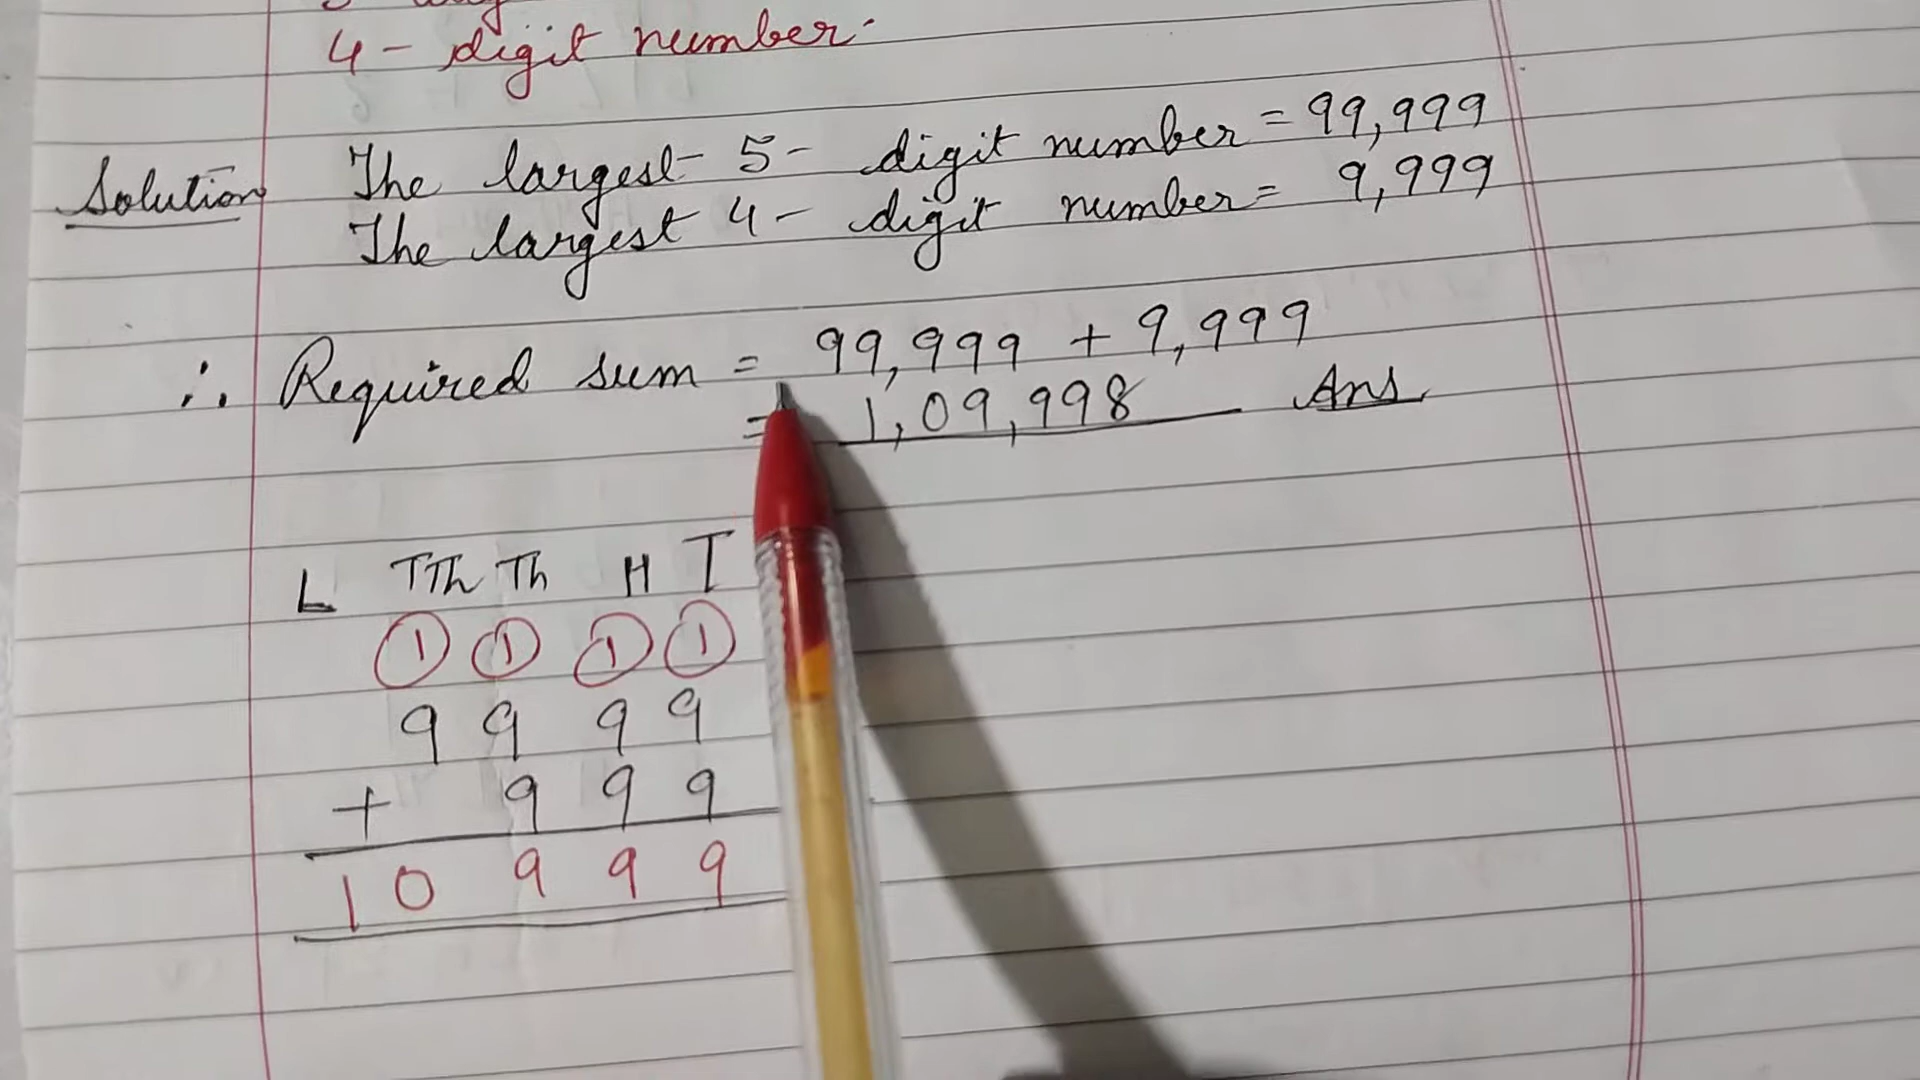 4 - digit number.
Solution The largest 5 - digit number = 99,999
The largest 4 - digit number = 9,999
∴ Required sum = 99,999 + 9,999
= 1,09,998 Ans
L TTh Th H T
1 1 1 1
9 9 9 9
+ 9 9 9
1 0 9 9 9